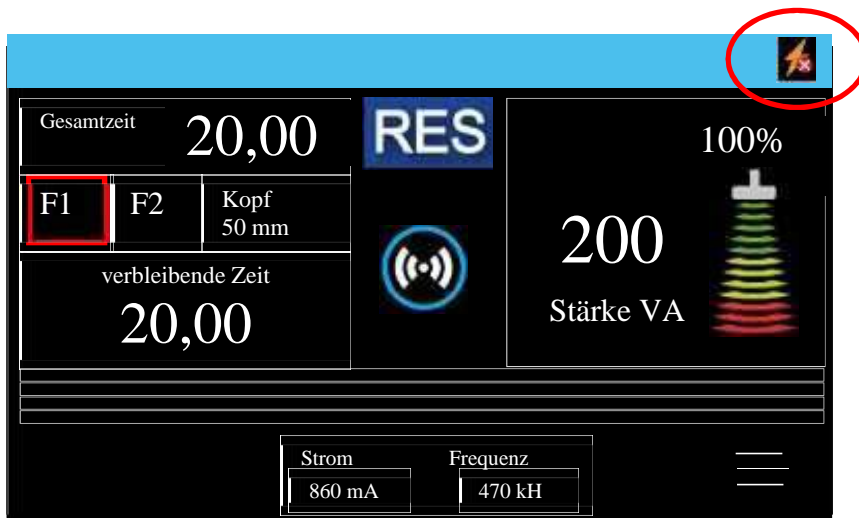 Gesamtzeit
20,00
RES
100%
F1
F2
Kopf
50 mm
200
Stärke VA
verbleibende Zeit
20,00
Strom
Frequenz
860 mA
470 kH